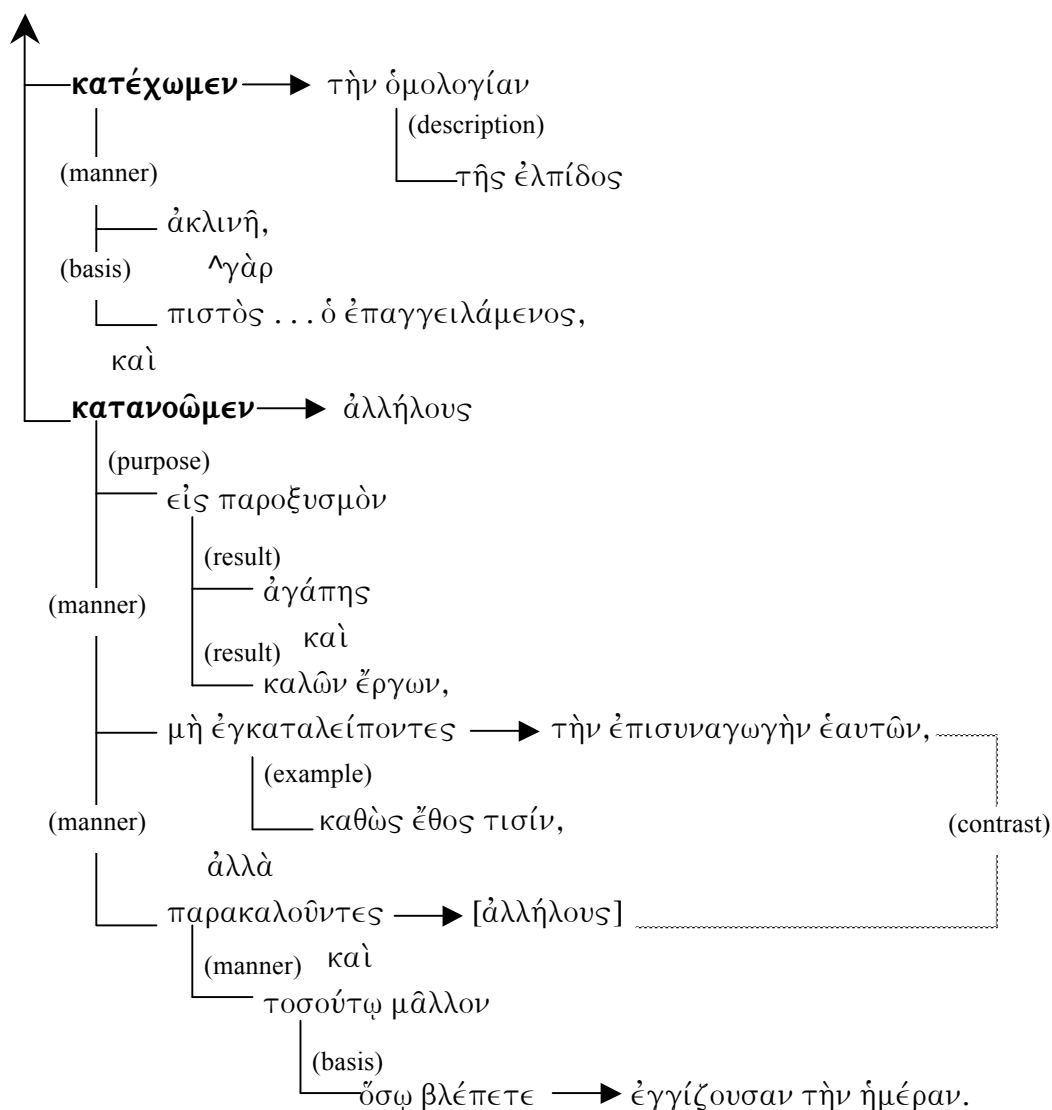 κατέχωμεν τὴν ὁμολογίαν
(description)
(manner) τῆς ἐλπίδος
ἀκλινῆ,
(basis) ^γὰρ
πιστὸς ...ὁ ἐπαγγειλάμενος,
καὶ
κατανοῶμεν ἀλλήλους
(purpose)
εἰς παροξυσμὸν
(result)
ἀγάπης
(manner)
(result) καὶ
καλῶν ἔργων,
μὴ ἐγκαταλείποντες τὴν ἐπισυναγωγὴν ἑαυτῶν,
(example)
(manner) καθὼς ἔθος τισίν, (contrast)
ἀλλὰ
παρακαλοῦντες [ἀλλήλους]
(manner) καὶ
τοσούτῳ μᾶλλον
(basis)
ὅσῳ βλέπετε ἐγγίζουσαν τὴν ἡμέραν.